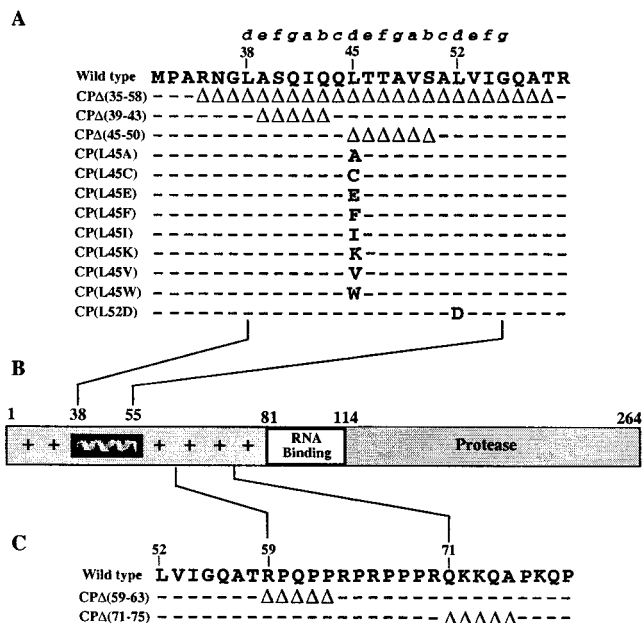 A
d e f g a b c d e f g a b c d e f g
38 45 52
Wild type MPARNGLASQIQQLTTAVSALVIGQATR
CPΔ(35-58) ---ΔΔΔΔΔΔΔΔΔΔΔΔΔΔΔΔΔΔΔΔΔΔΔΔ-
CPΔ(39-43) -------ΔΔΔΔΔ----------------
CPΔ(45-50) -------------ΔΔΔΔΔΔ---------
CP(L45A) -------------A--------------
CP(L45C) -------------C--------------
CP(L45E) -------------E--------------
CP(L45F) -------------F--------------
CP(L45I) -------------I--------------
CP(L45K) -------------K--------------
CP(L45V) -------------V--------------
CP(L45W) -------------W--------------
CP(L52D) --------------------D-------
B
1 38 55 81 114 264
+ + + + + + RNA Binding Protease
C
52 59 71
Wild type LVIGQATRPQPPRPRPPPRQKKQAPKQP
CPΔ(59-63) -------ΔΔΔΔΔ----------------
CPΔ(71-75) -------------------ΔΔΔΔΔ----